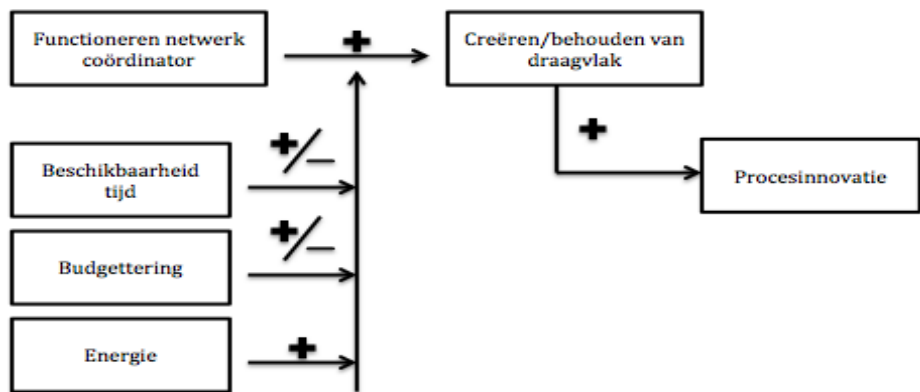 Functioneren netwerk
coördinator
+
Creëren/behouden van
draagvlak
+
Procesinnovatie
+/−
Beschikbaarheid
tijd
+/−
Budgettering
+
Energie